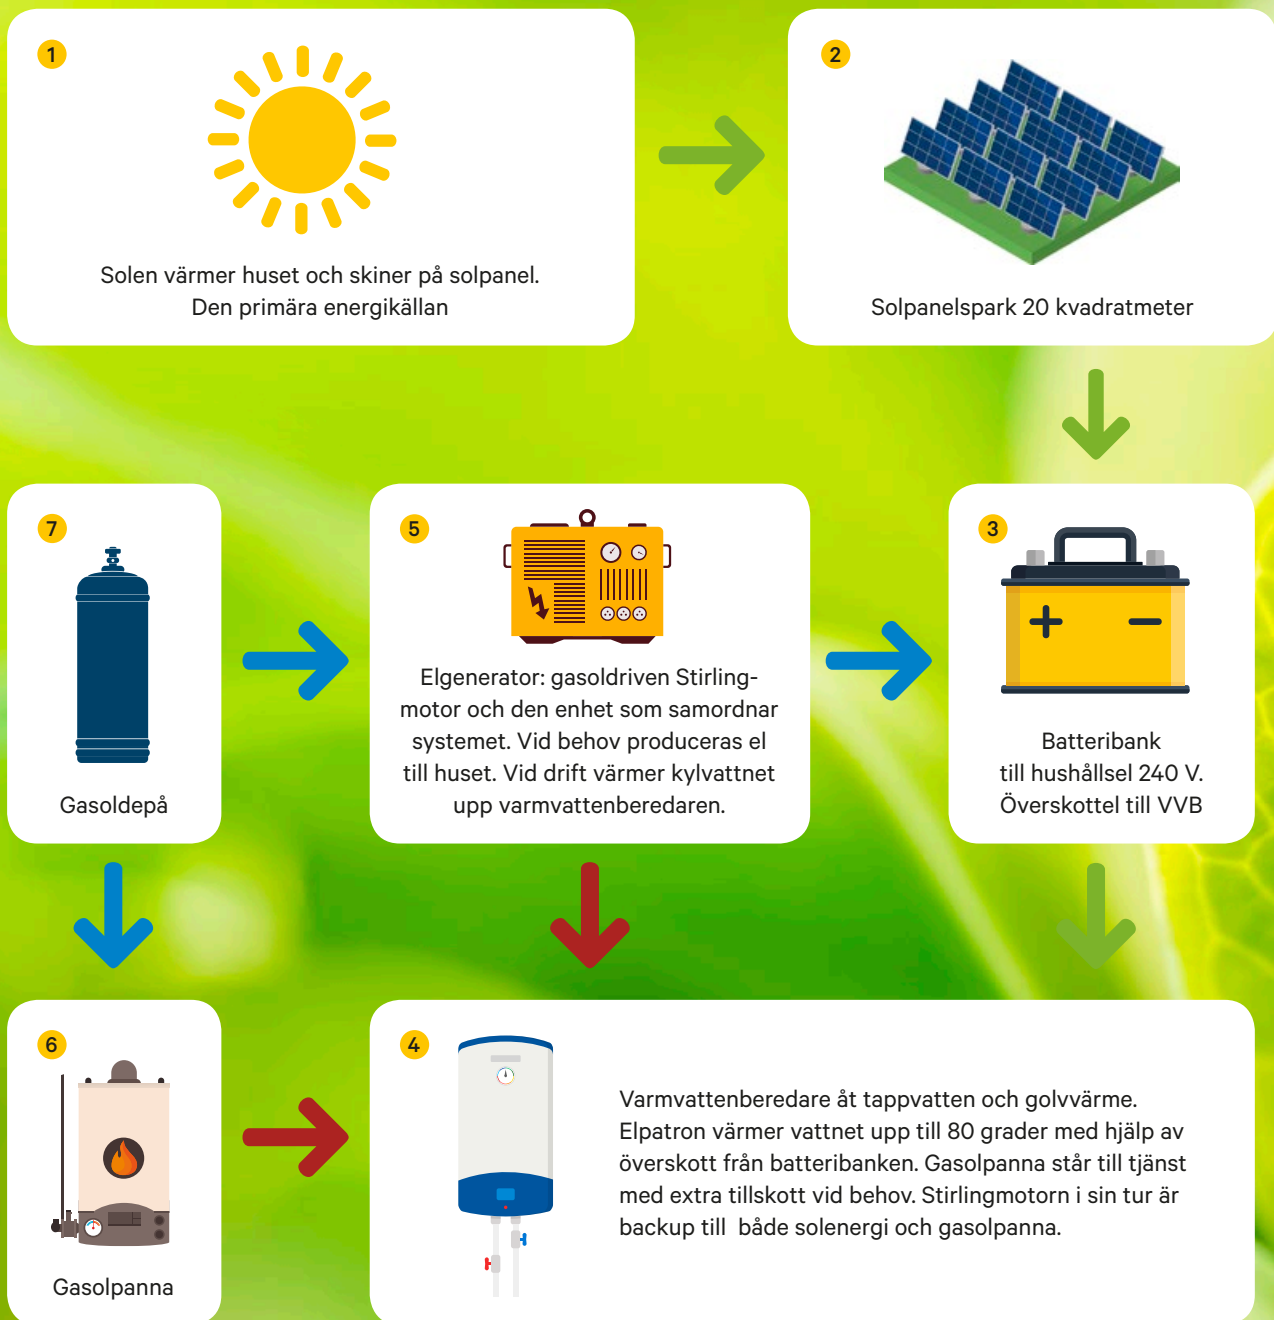 1
Solen värmer huset och skiner på solpanel.
Den primära energikällan
2
Solpanelspark 20 kvadratmeter
7
Gasoldepå
5
Elgenerator: gasoldriven Stirling-
motor och den enhet som samordnar
systemet. Vid behov produceras el
till huset. Vid drift värmer kylvattnet
upp varmvattenberedaren.
3
Batteribank
till hushållsel 240 V.
Överskottel till VVB
6
Gasolpanna
4
Varmvattenberedare åt tappvatten och golvvärme.
Elpatron värmer vattnet upp till 80 grader med hjälp av
överskott från batteribanken. Gasolpanna står till tjänst
med extra tillskott vid behov. Stirlingmotorn i sin tur är
backup till  både solenergi och gasolpanna.